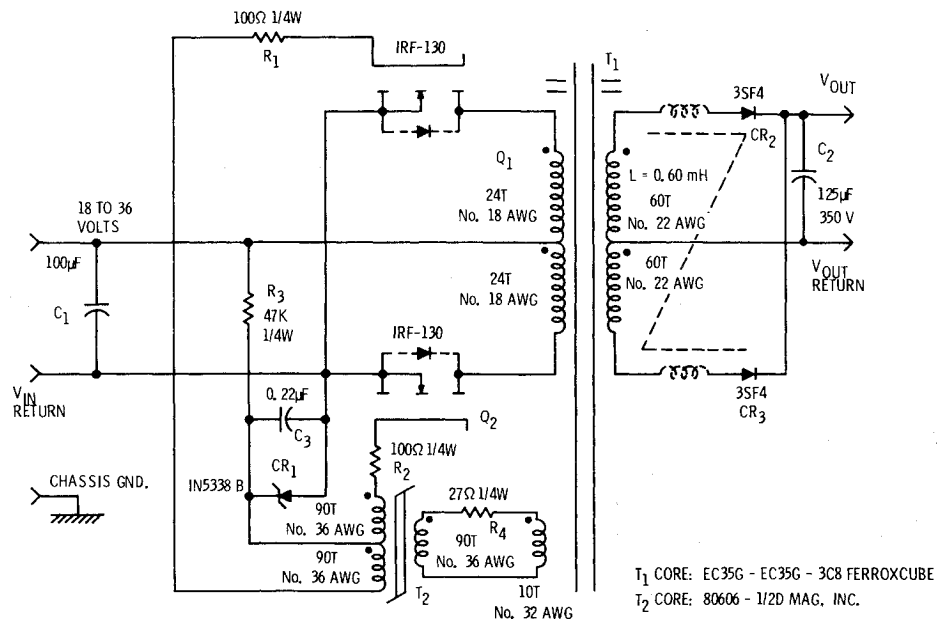 100Ω 1/4W
R1
IRF-130
T1
3SF4
VOUT
CR2
C2
Q1
L = 0.60 mH
125µF
350 V
24T
No. 18 AWG
60T
No. 22 AWG
18 TO 36
VOLTS
100µF
C1
R3
47K
1/4W
24T
No. 18 AWG
60T
No. 22 AWG
VOUT
RETURN
IRF-130
VIN
RETURN
0.22µF
C3
Q2
3SF4
CR3
100Ω 1/4W
R2
CHASSIS GND.
CR1
IN5338 B
27Ω 1/4W
R4
90T
No. 36 AWG
90T
No. 36 AWG
90T
No. 36 AWG
T2
10T
No. 32 AWG
T1 CORE: EC35G - EC35G - 3C8 FERROXCUBE
T2 CORE: 80606 - 1/2D MAG, INC.